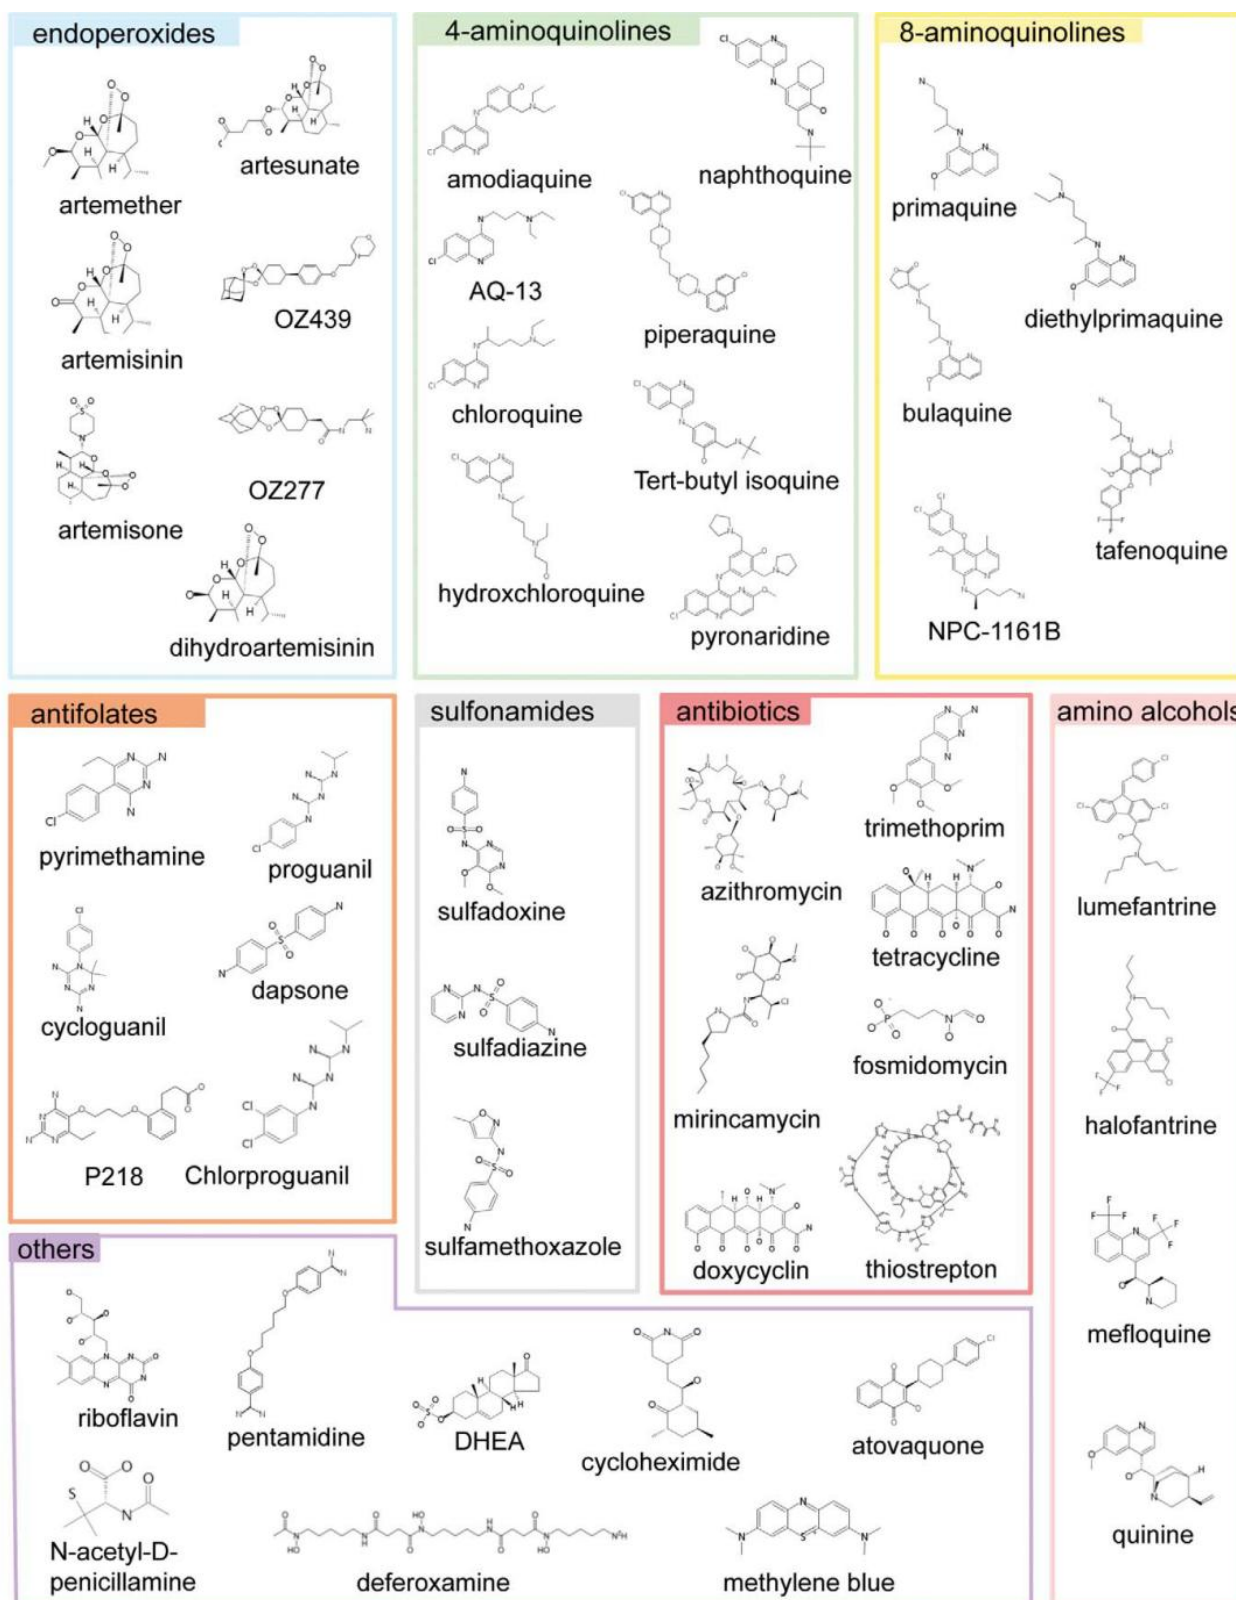 endoperoxides
artemether
artesunate
artemisinin
OZ439
artemisone
OZ277
dihydroartemisinin
4-aminoquinolines
amodiaquine
naphthoquine
AQ-13
piperaquine
chloroquine
Tert-butyl isoquine
hydroxchloroquine
pyronaridine
8-aminoquinolines
primaquine
diethylprimaquine
bulaquine
tafenoquine
NPC-1161B
antifolates
pyrimethamine
proguanil
cycloguanil
dapsone
P218
Chlorproguanil
sulfonamides
sulfadoxine
sulfadiazine
sulfamethoxazole
antibiotics
azithromycin
trimethoprim
tetracycline
mirincamycin
fosmidomycin
doxycyclin
thiostrepton
amino alcohols
lumefantrine
halofantrine
mefloquine
quinine
others
riboflavin
pentamidine
DHEA
cycloheximide
atovaquone
N-acetyl-D-
penicillamine
deferoxamine
methylene blue